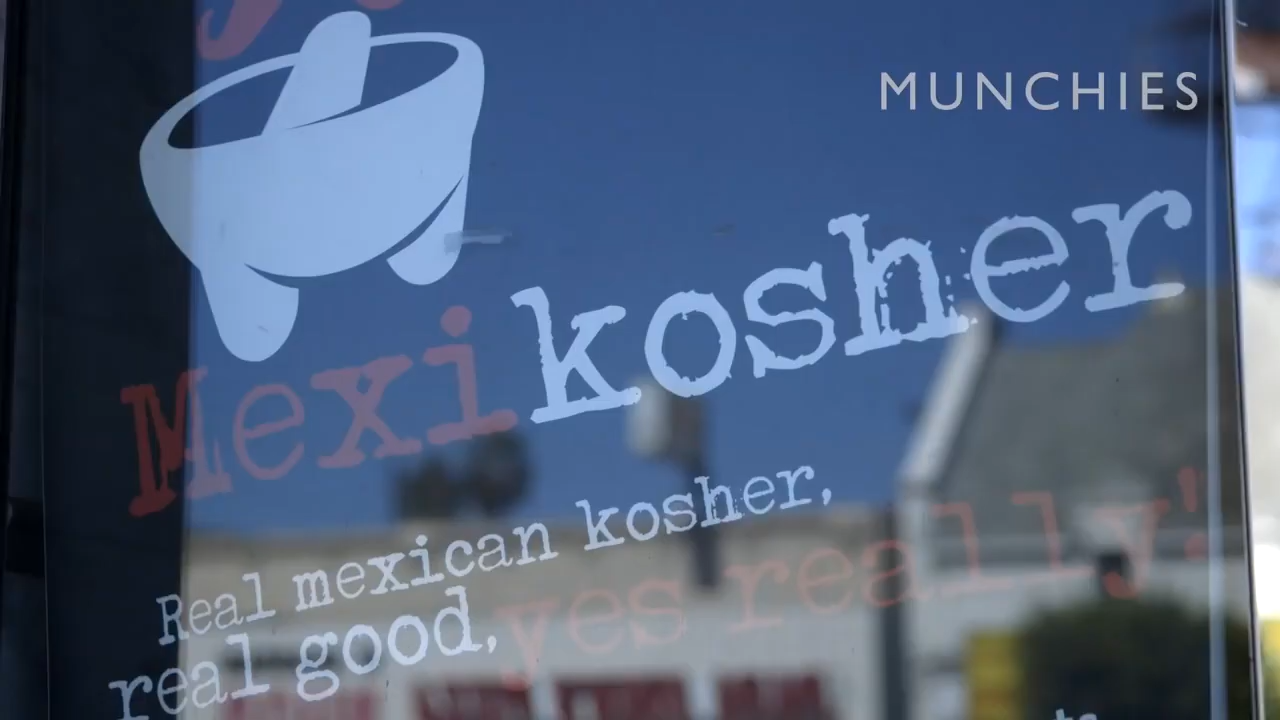 MUNCHIES
Mexikosher
Real mexican kosher,
real good, yes really!